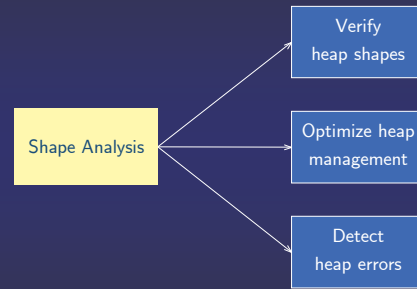 Shape Analysis
Verify
heap shapes
Optimize heap
management
Detect
heap errors